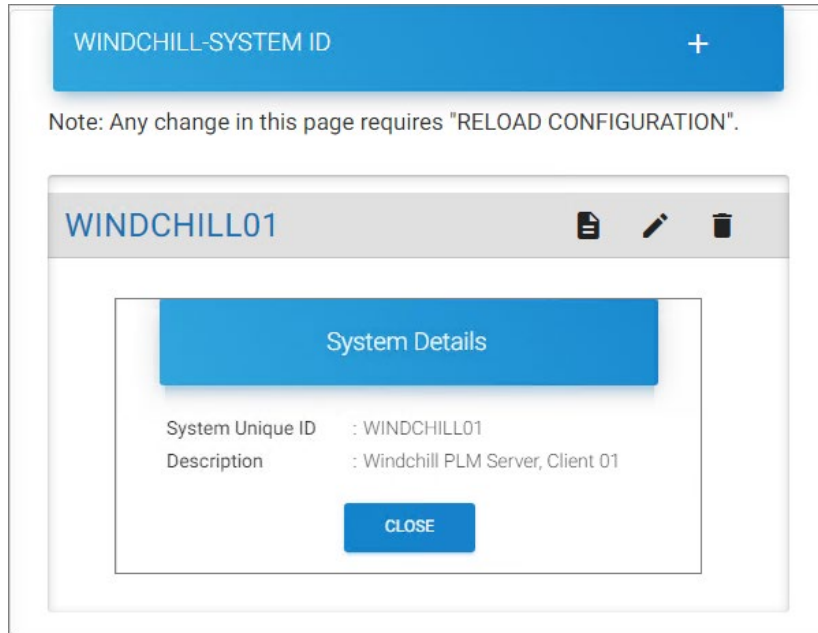 WINDCHILL-SYSTEM ID +
Note: Any change in this page requires "RELOAD CONFIGURATION".
WINDCHILL01
System Details
System Unique ID : WINDCHILL01
Description : Windchill PLM Server, Client 01
CLOSE